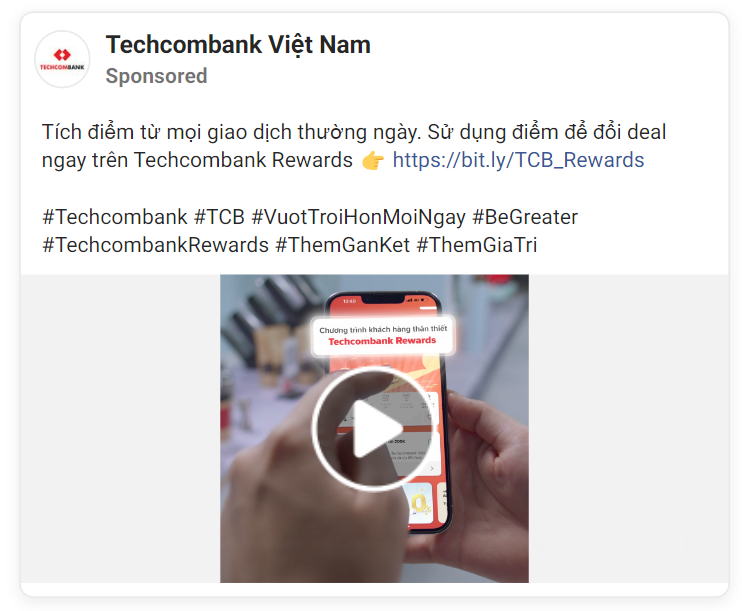 Techcombank Việt Nam
TECHCOMBANK
Sponsored
Tích điểm từ mọi giao dịch thường ngày. Sử dụng điểm để đổi deal
ngay trên Techcombank Rewards 👉 https://bit.ly/TCB_Rewards
#Techcombank #TCB #VuotTroiHonMoiNgay #BeGreater
#TechcombankRewards #ThemGanKet #ThemGiaTri
Chương trình khách hàng thân thiết
Techcombank Rewards